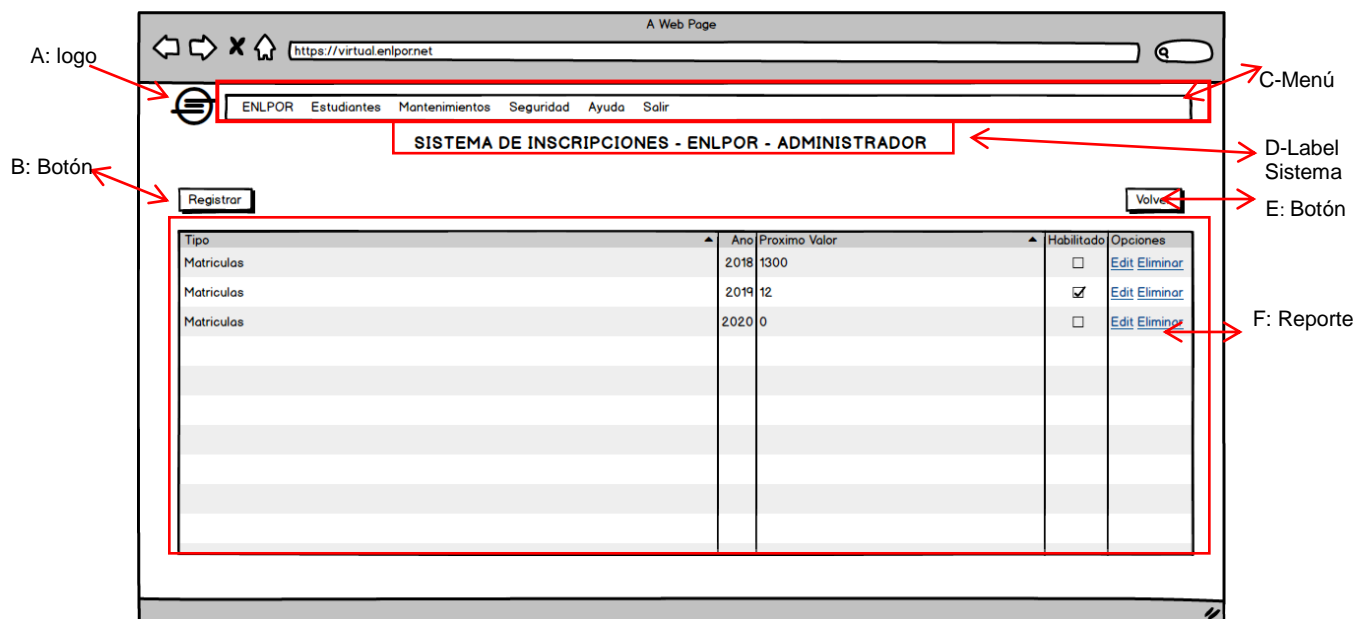 A Web Page
https://virtual.enlpor.net
A: logo
C-Menú
ENLPOR Estudiantes Mantenimientos Seguridad Ayuda Salir
SISTEMA DE INSCRIPCIONES - ENLPOR - ADMINISTRADOR
D-Label
Sistema
B: Botón
Registrar
Volver
E: Botón
Tipo Ano Proximo Valor Habilitado Opciones
Matriculas 2018 1300 Edit Eliminar
Matriculas 2019 12 Edit Eliminar
Matriculas 2020 0 Edit Eliminar
F: Reporte